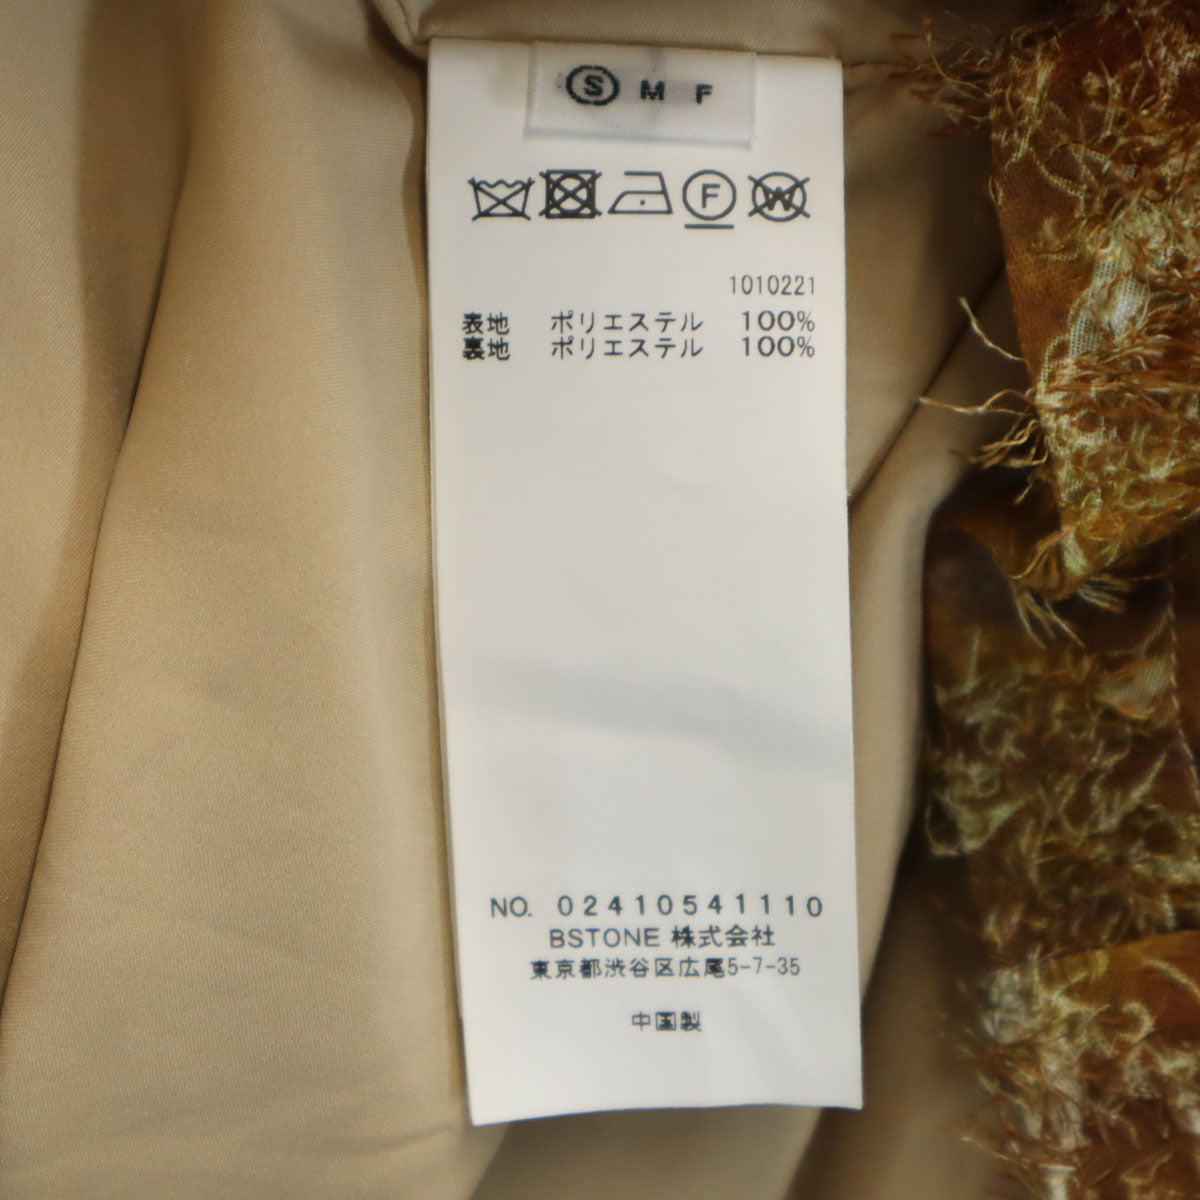 S M F
F W
1010221
表地 ポリエステル 100%
裏地 ポリエステル 100%
NO. 02410541110
BSTONE 株式会社
東京都渋谷区広尾5-7-35
中国製